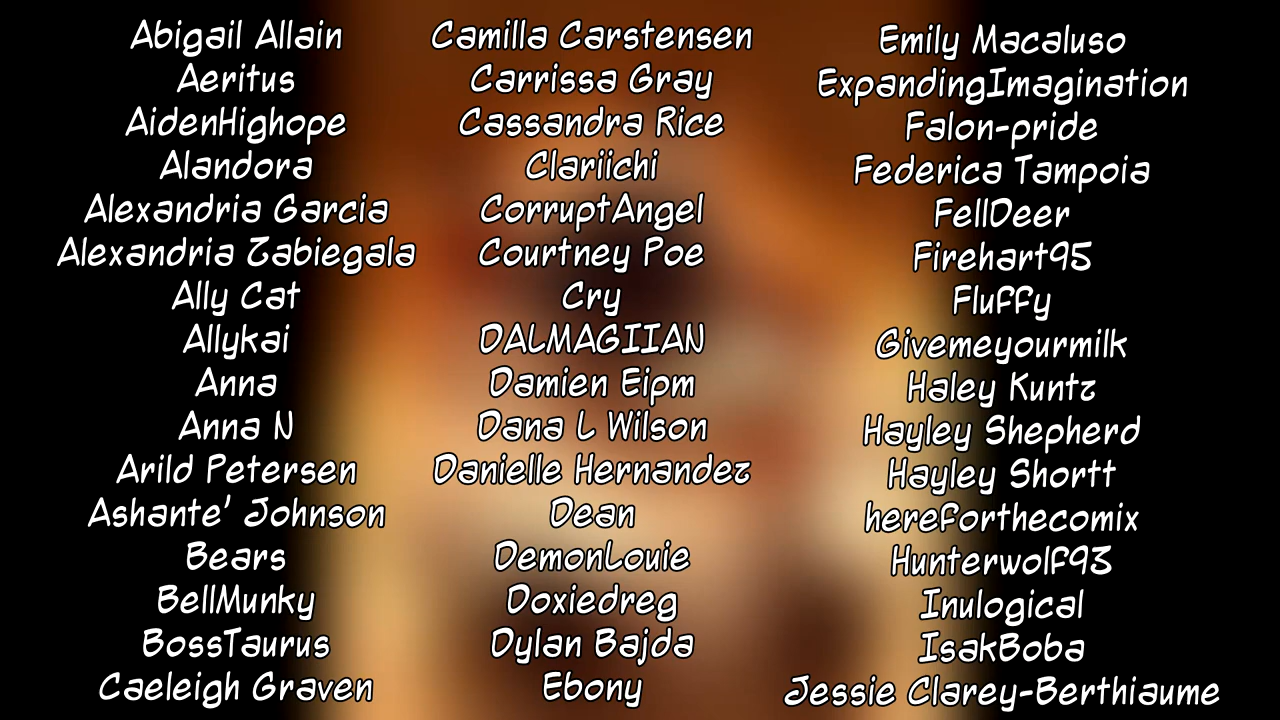 Abigail Allain
Aeritus
AidenHighope
Alandora
Alexandria Garcia
Alexandria Zabiegala
Ally Cat
Allykai
Anna
Anna N
Arild Petersen
Ashante' Johnson
Bears
BellMunky
BossTaurus
Caeleigh Graven
Camilla Carstensen
Carrissa Gray
Cassandra Rice
Clariichi
CorruptAngel
Courtney Poe
Cry
DALMAGIIAN
Damien Eipm
Dana L Wilson
Danielle Hernandez
Dean
DemonLouie
Doxiedreg
Dylan Bajda
Ebony
Emily Macaluso
ExpandingImagination
Falon-pride
Federica Tampoia
FellDeer
Firehart95
Fluffy
Givemeyourmilk
Haley Kuntz
Hayley Shepherd
Hayley Shortt
hereforthecomix
Hunterwolf93
Inulogical
IsakBoba
Jessie Clarey-Berthiaume